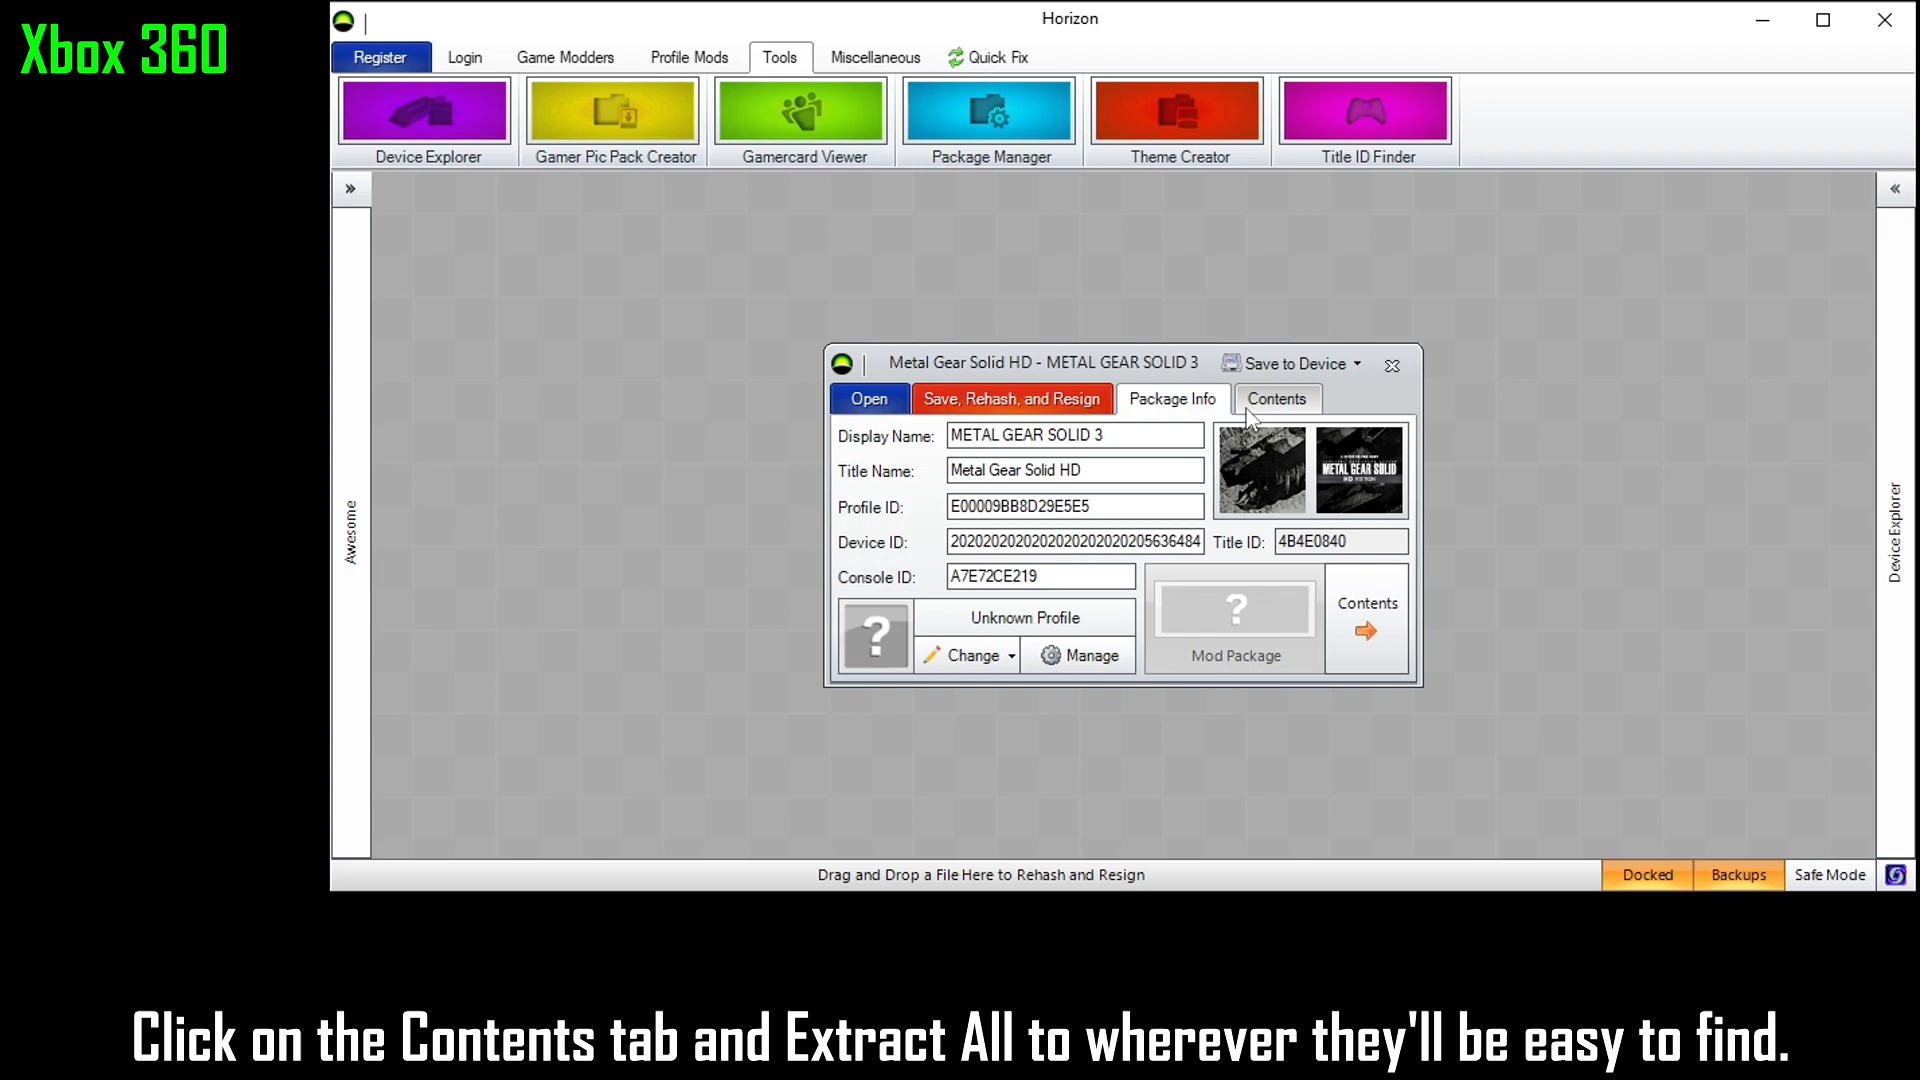 Xbox 360
Horizon
Register Login Game Modders Profile Mods Tools Miscellaneous Quick Fix
Device Explorer Gamer Pic Pack Creator Gamercard Viewer Package Manager Theme Creator Title ID Finder
» «
Awesome
Metal Gear Solid HD - METAL GEAR SOLID 3 Save to Device
Open Save, Rehash, and Resign Package Info Contents
Display Name: METAL GEAR SOLID 3
Title Name: Metal Gear Solid HD
METAL GEAR SOLID
HD EDITION
Profile ID: E00009BB8D29E5E5
Device ID: 2020202020202020202020205636484 Title ID: 4B4E0840
Console ID: A7E72CE219
? Unknown Profile
Change Manage
?
Mod Package
Contents
Device Explorer
Drag and Drop a File Here to Rehash and Resign Docked Backups Safe Mode
Click on the Contents tab and Extract All to wherever they'll be easy to find.